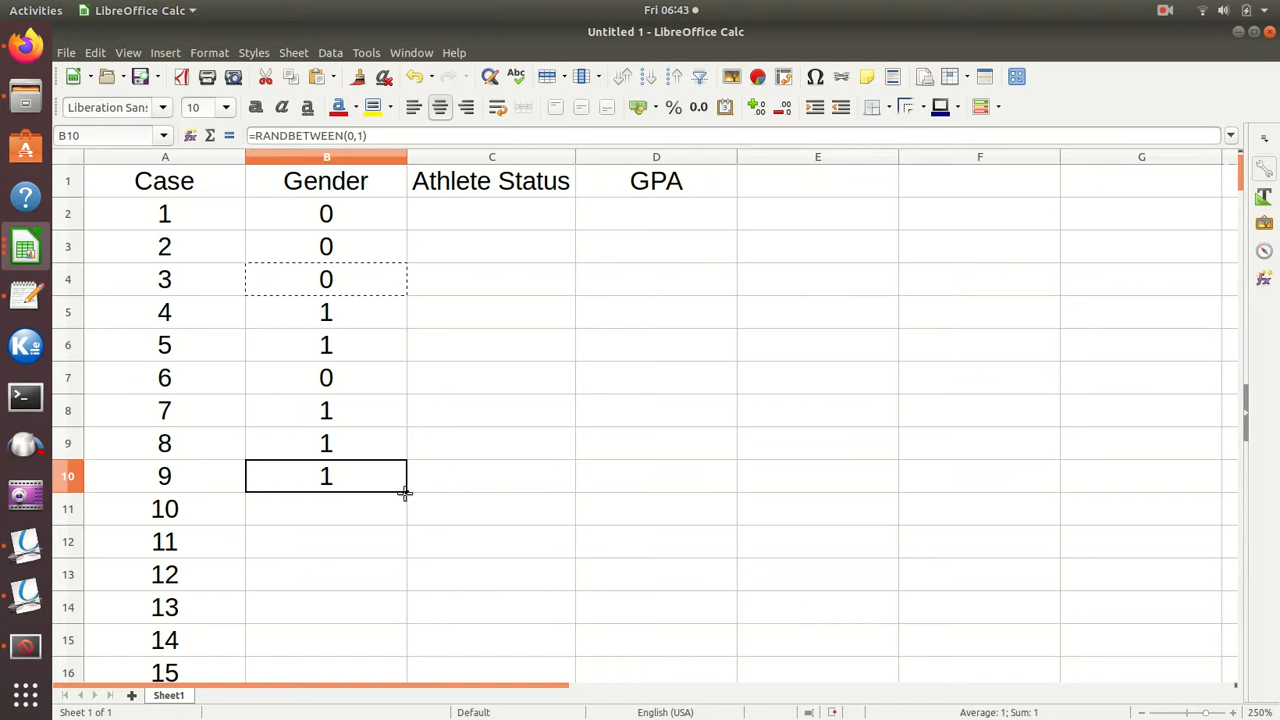 Activities
LibreOffice Calc
Fri 06:43
Untitled 1 - LibreOffice Calc
File Edit View Insert Format Styles Sheet Data Tools Window Help
Liberation Sans 10
B10 =RANDBETWEEN(0,1)
A B C D E F G
1 Case Gender Athlete Status GPA
2 1 0
3 2 0
4 3 0
5 4 1
6 5 1
7 6 0
8 7 1
9 8 1
10 9 1
11 10
12 11
13 12
14 13
15 14
16 15
Sheet1
Sheet 1 of 1 Default English (USA) Average: 1; Sum: 1 250%